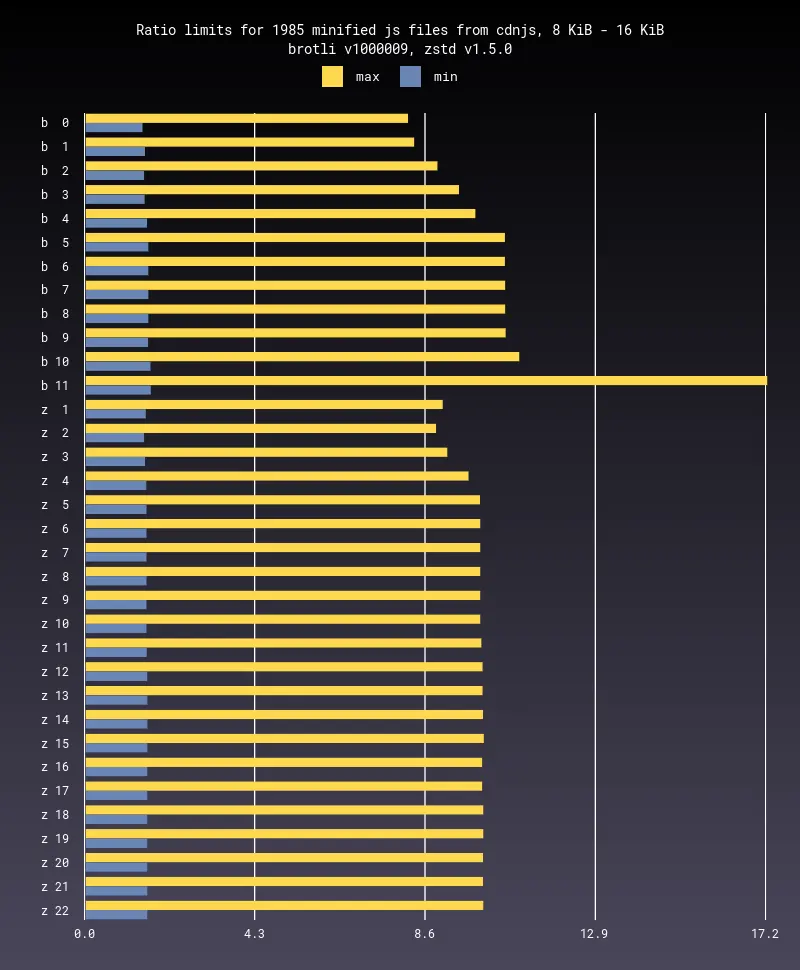 Ratio limits for 1985 minified js files from cdnjs, 8 KiB - 16 KiB
brotli v1000009, zstd v1.5.0
max min
b 0
b 1
b 2
b 3
b 4
b 5
b 6
b 7
b 8
b 9
b 10
b 11
z 1
z 2
z 3
z 4
z 5
z 6
z 7
z 8
z 9
z 10
z 11
z 12
z 13
z 14
z 15
z 16
z 17
z 18
z 19
z 20
z 21
z 22
0.0 4.3 8.6 12.9 17.2